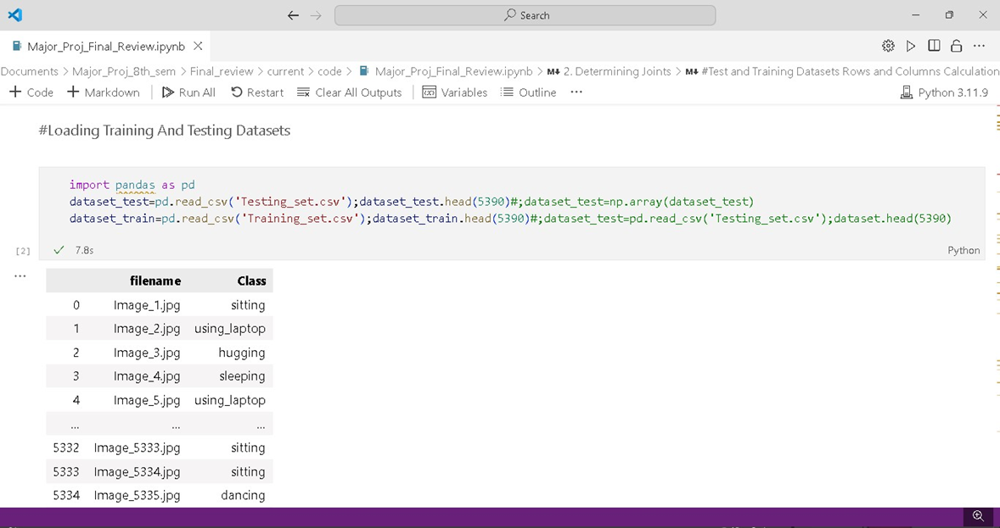 Search
Major_Proj_Final_Review.ipynb
Documents > Major_Proj_8th_sem > Final_review > current > code > Major_Proj_Final_Review.ipynb > M↓ 2. Determining Joints > M↓ #Test and Training Datasets Rows and Columns Calculation
+ Code + Markdown Run All Restart Clear All Outputs Variables Outline ... Python 3.11.9
#Loading Training And Testing Datasets
import pandas as pd
dataset_test=pd.read_csv('Testing_set.csv');dataset_test.head(5390)#;dataset_test=np.array(dataset_test)
dataset_train=pd.read_csv('Training_set.csv');dataset_train.head(5390)#;dataset_test=pd.read_csv('Testing_set.csv');dataset.head(5390)
[2] ✓ 7.8s Python
... filename Class
0 Image_1.jpg sitting
1 Image_2.jpg using_laptop
2 Image_3.jpg hugging
3 Image_4.jpg sleeping
4 Image_5.jpg using_laptop
... ... ...
5332 Image_5333.jpg sitting
5333 Image_5334.jpg sitting
5334 Image_5335.jpg dancing